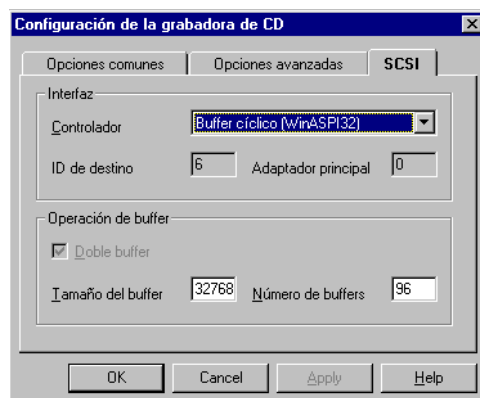 Configuración de la grabadora de CD
Opciones comunes Opciones avanzadas SCSI
Interfaz
Controlador Buffer cíclico (WinASPI32)
ID de destino 6 Adaptador principal 0
Operación de buffer
Doble buffer
Tamaño del buffer 32768 Número de buffers 96
OK Cancel Apply Help